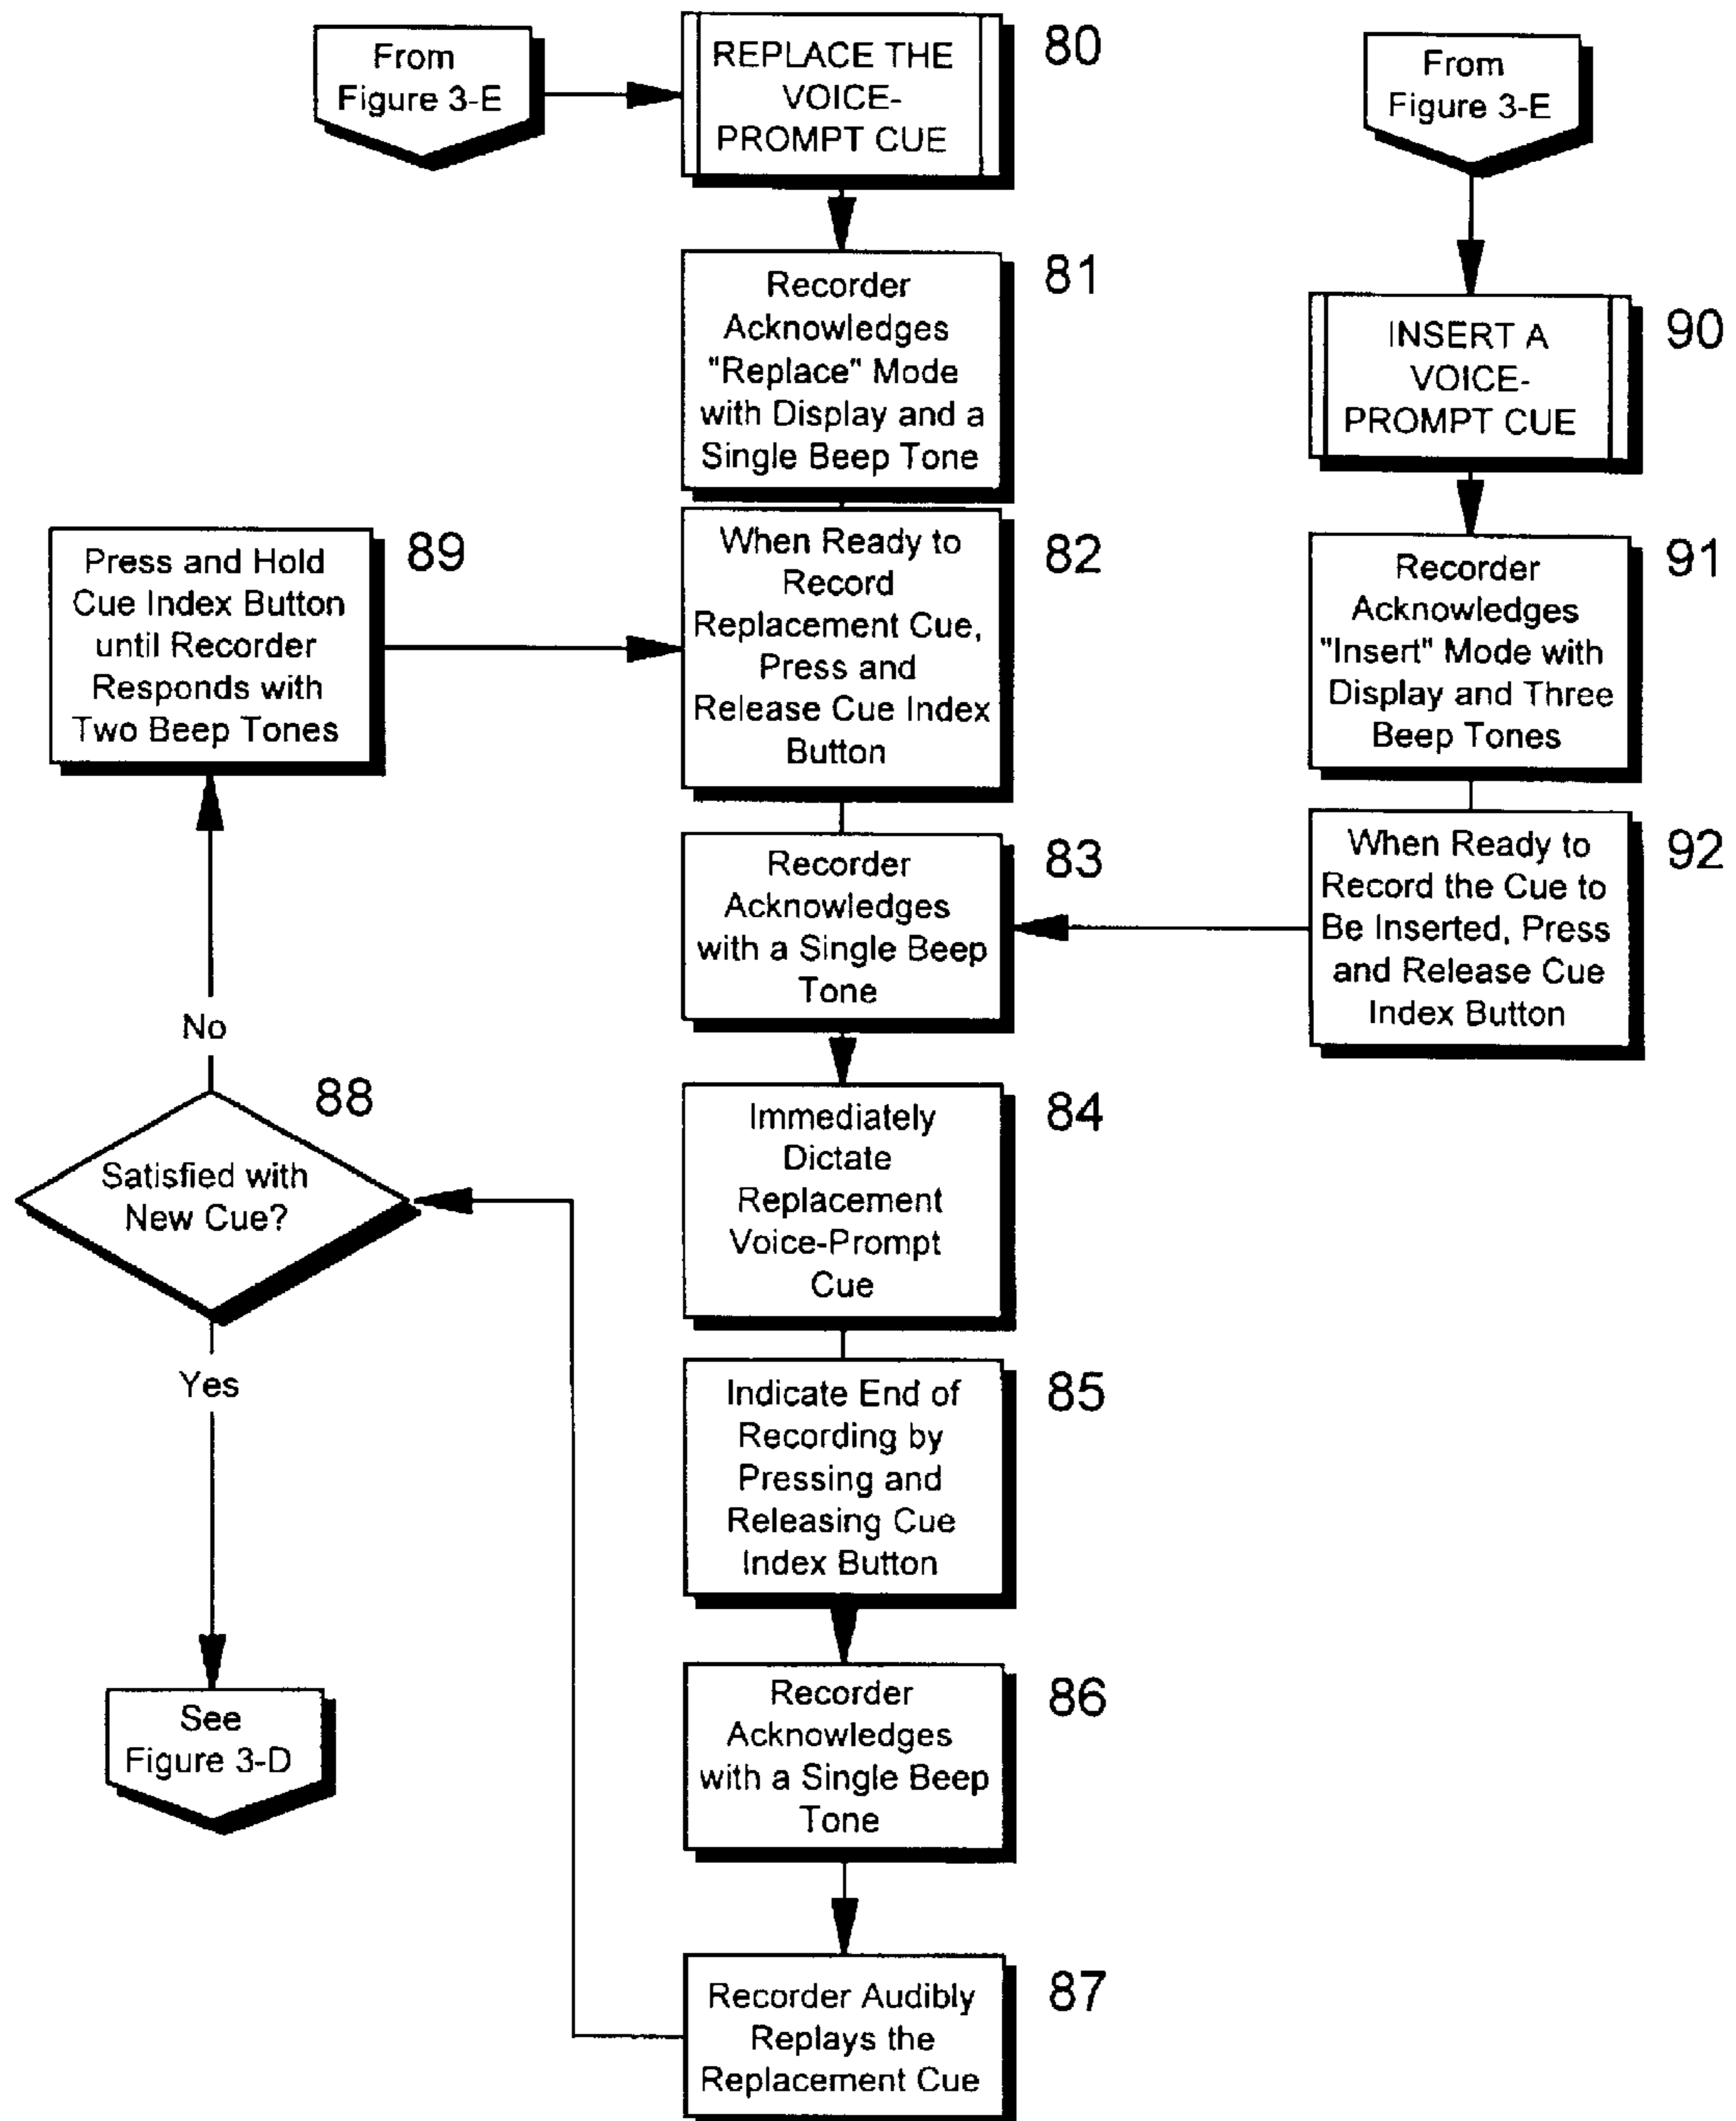 From
Figure 3-E
REPLACE THE
VOICE-
PROMPT CUE
80
Recorder
Acknowledges
"Replace" Mode
with Display and a
Single Beep Tone
81
When Ready to
Record
Replacement Cue,
Press and
Release Cue Index
Button
82
Recorder
Acknowledges
with a Single Beep
Tone
83
Immediately
Dictate
Replacement
Voice-Prompt
Cue
84
Indicate End of
Recording by
Pressing and
Releasing Cue
Index Button
85
Recorder
Acknowledges
with a Single Beep
Tone
86
Recorder Audibly
Replays the
Replacement Cue
87
Satisfied with
New Cue?
88
No
Press and Hold
Cue Index Button
until Recorder
Responds with
Two Beep Tones
89
Yes
See
Figure 3-D
From
Figure 3-E
INSERT A
VOICE-
PROMPT CUE
90
Recorder
Acknowledges
"Insert" Mode with
Display and Three
Beep Tones
91
When Ready to
Record the Cue to
Be Inserted, Press
and Release Cue
Index Button
92